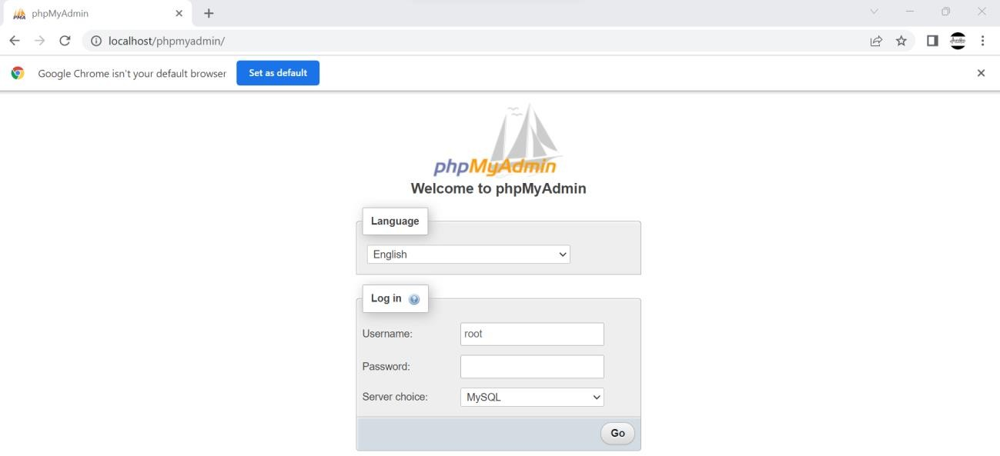 phpMyAdmin
localhost/phpmyadmin/
Google Chrome isn't your default browser Set as default
phpMyAdmin
Welcome to phpMyAdmin
Language
English
Log in
Username: root
Password:
Server choice: MySQL
Go